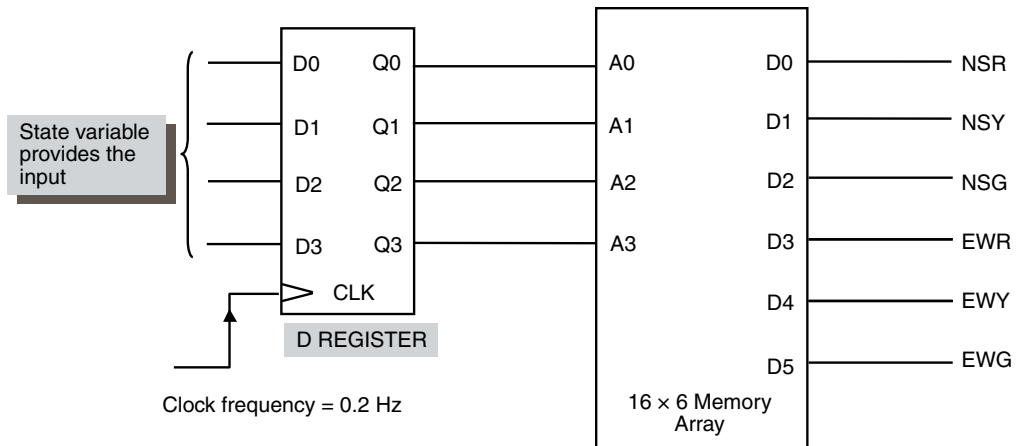 State variable
provides the
input
D0 Q0
D1 Q1
D2 Q2
D3 Q3
CLK
D REGISTER
Clock frequency = 0.2 Hz
A0 D0
A1 D1
A2 D2
A3 D3
D4
D5
16 × 6 Memory
Array
NSR
NSY
NSG
EWR
EWY
EWG